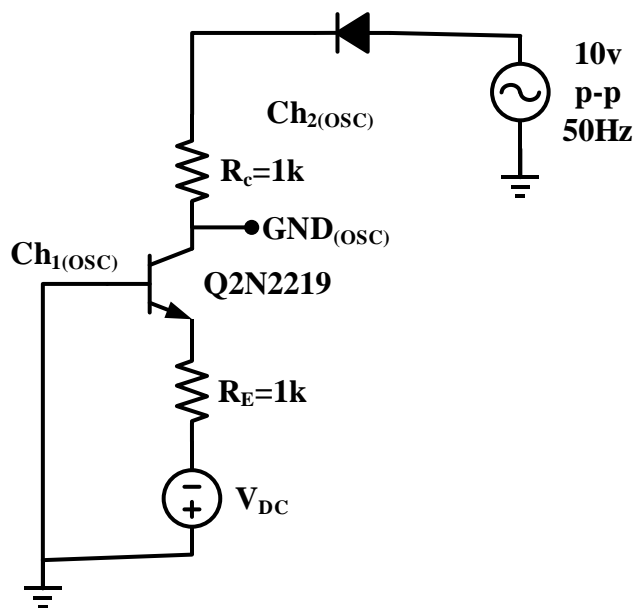 10v
p-p
50Hz
Ch2(OSC)
Rc=1k
GND(OSC)
Ch1(OSC)
Q2N2219
RE=1k
VDC